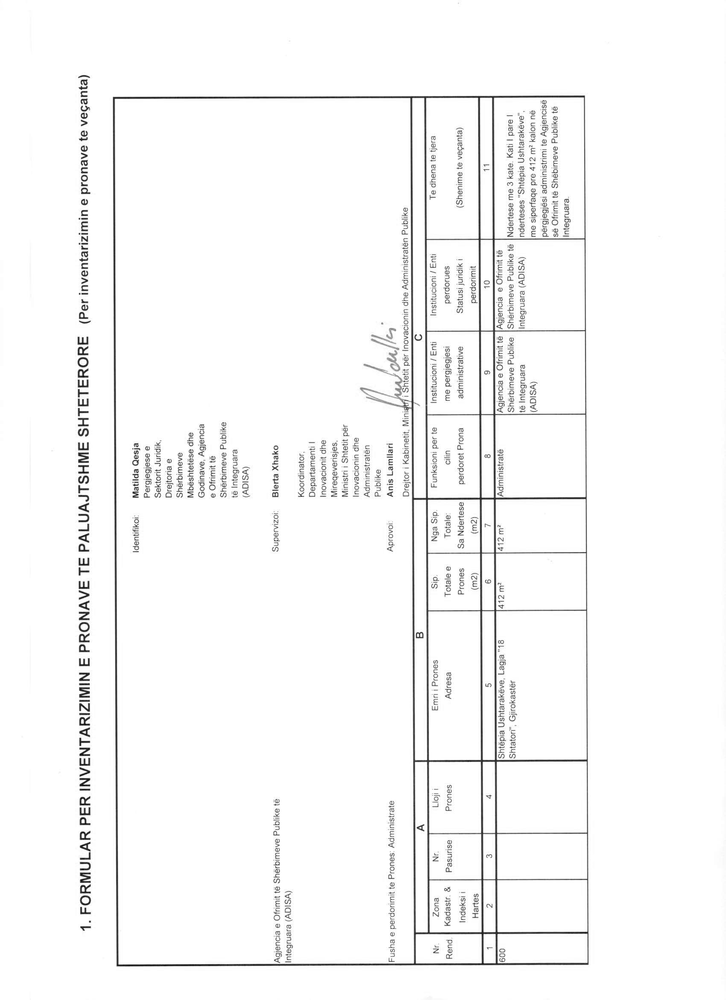 1. FORMULAR PER INVENTARIZIMIN E PRONAVE TE PALUAJTSHME SHTETERORE (Per inventarizimin e pronave te veçanta)
Identifikoi:
Matilda Qesja
Pergjegjese e
Sektorit Juridik,
Drejtoria e
Shërbimeve
Mbështetëse dhe
Godinave, Agjencia
e Ofrimit të
Shërbimeve Publike
të Integruara
(ADISA)
Agjencia e Ofrimit të Shërbimeve Publike të
Integruara (ADISA)
Supervizoi:
Blerta Xhako
Koordinator,
Departamenti I
Inovacionit dhe
Mireqeverisjes,
Ministri i Shtetit për
Inovacionin dhe
Administratën
Publike
Fusha e perdorimit te Prones: Administrate
Aprovoi:
Anis Lamllari
Drejtor i Kabinetit, Ministri i Shtetit për Inovacionin dhe Administratën Publike
A
B
C
Nr.
Rend.
Zona
Kadastr. &
Indeksi i
Hartes
Nr.
Pasurise
Lloji i
Prones
Emri i Prones
Adresa
Sip.
Totale e
Prones
(m2)
Nga Sip.
Totale:
Sa Ndertese
(m2)
Funksioni per te
cilin
perdoret Prona
Institucioni / Enti
me pergjegjesi
administrative
Institucioni / Enti
perdorues
Statusi juridik i
perdorimit
Te dhena te tjera
(Shenime te veçanta)
1
2
3
4
5
6
7
8
9
10
11
600
Shtëpia Ushtarakëve, Lagja "18
Shtatori", Gjirokastër
412 m²
412 m²
Administratë
Agjencia e Ofrimit të
Shërbimeve Publike
të Integruara
(ADISA)
Agjencia e Ofrimit të
Shërbimeve Publike të
Integruara (ADISA)
Ndertese me 3 kate. Kati I pare I
nderteses "Shtëpia Ushtarakëve",
me siperfaqe pre 412 m² kalon në
përgjegjësi administrimi te Agjencisë
së Ofrimit të Shëbimeve Publike të
Integruara.